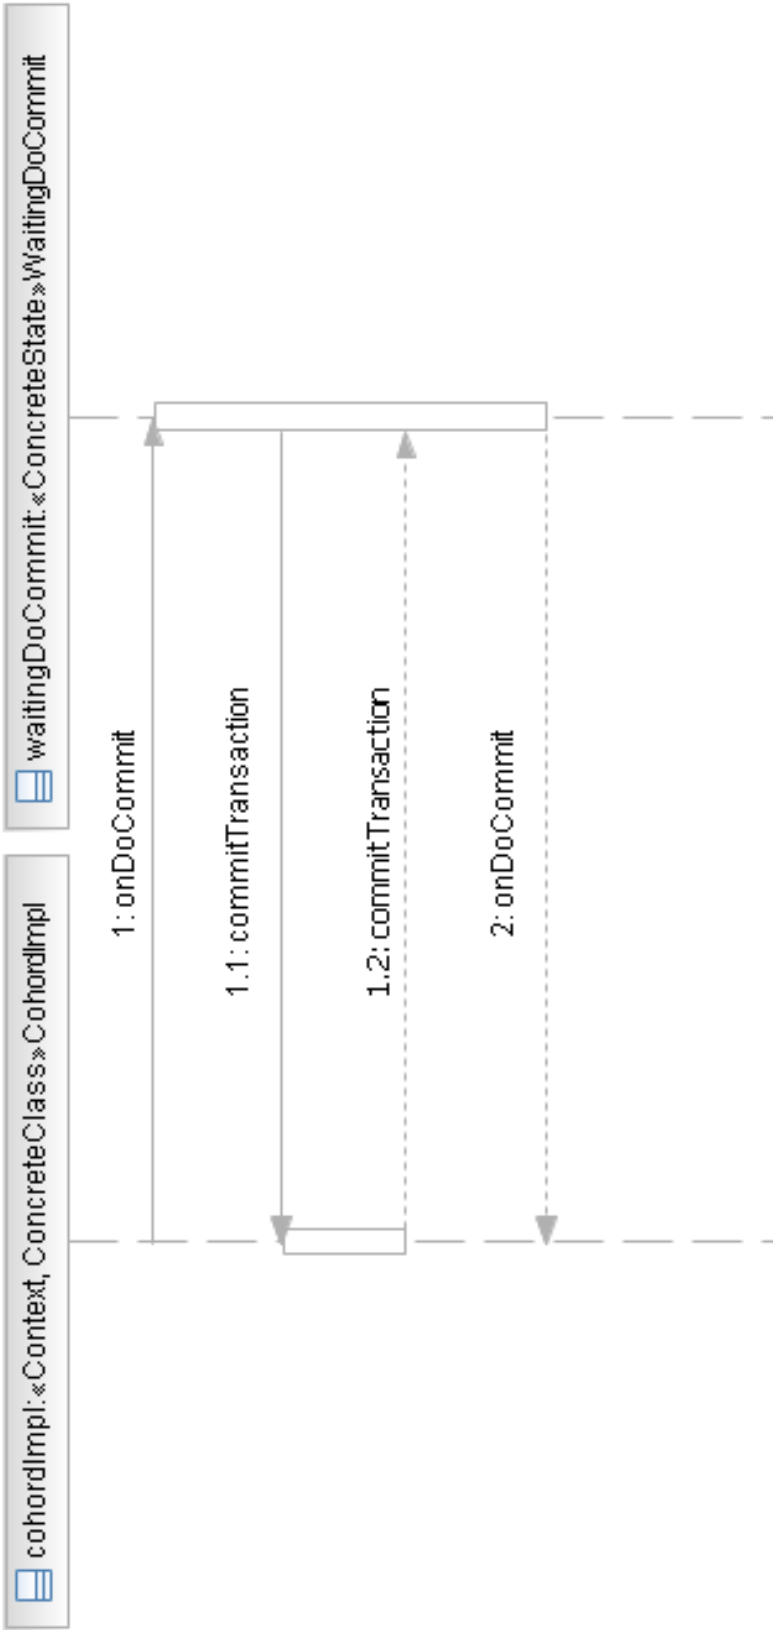 cohordImpl:«Context, ConcreteClass»CohordImpl
waitingDoCommit:«ConcreteState»WaitingDoCommit
1: onDoCommit
1.1: commitTransaction
1.2: commitTransaction
2: onDoCommit